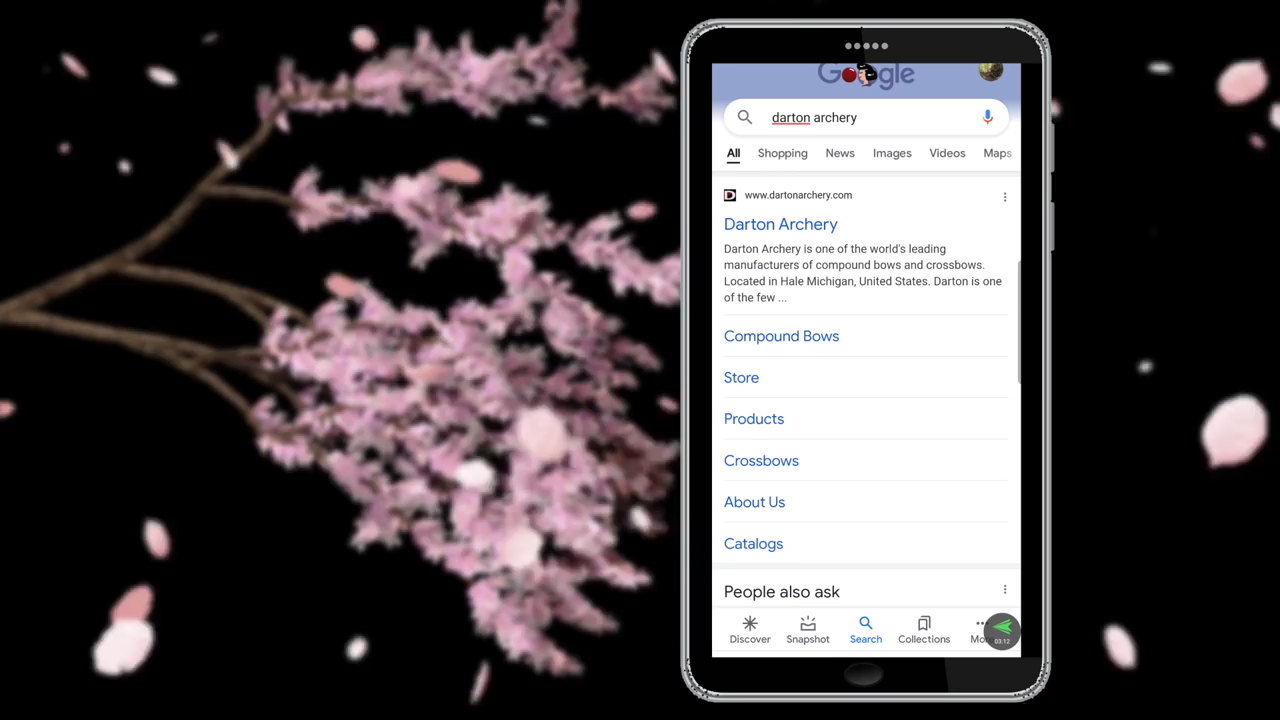 Google
darton archery
All Shopping News Images Videos Maps
www.dartonarchery.com
Darton Archery
Darton Archery is one of the world's leading
manufacturers of compound bows and crossbows.
Located in Hale Michigan, United States. Darton is one
of the few ...
Compound Bows
Store
Products
Crossbows
About Us
Catalogs
People also ask
Discover Snapshot Search Collections
03:12